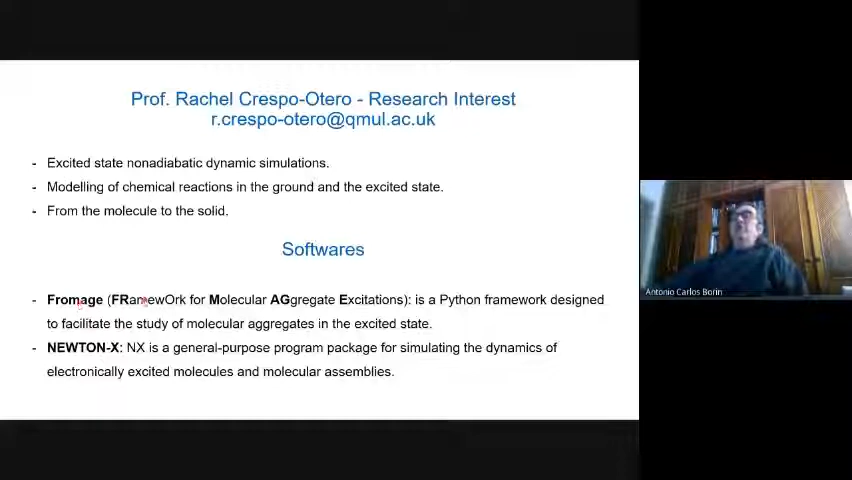 Prof. Rachel Crespo-Otero - Research Interest
r.crespo-otero@qmul.ac.uk
- Excited state nonadiabatic dynamic simulations.
- Modelling of chemical reactions in the ground and the excited state.
- From the molecule to the solid.
Softwares
- Fromage (FRamewOrk for Molecular AGgregate Excitations): is a Python framework designed
to facilitate the study of molecular aggregates in the excited state.
- NEWTON-X: NX is a general-purpose program package for simulating the dynamics of
electronically excited molecules and molecular assemblies.
Antonio Carlos Borin